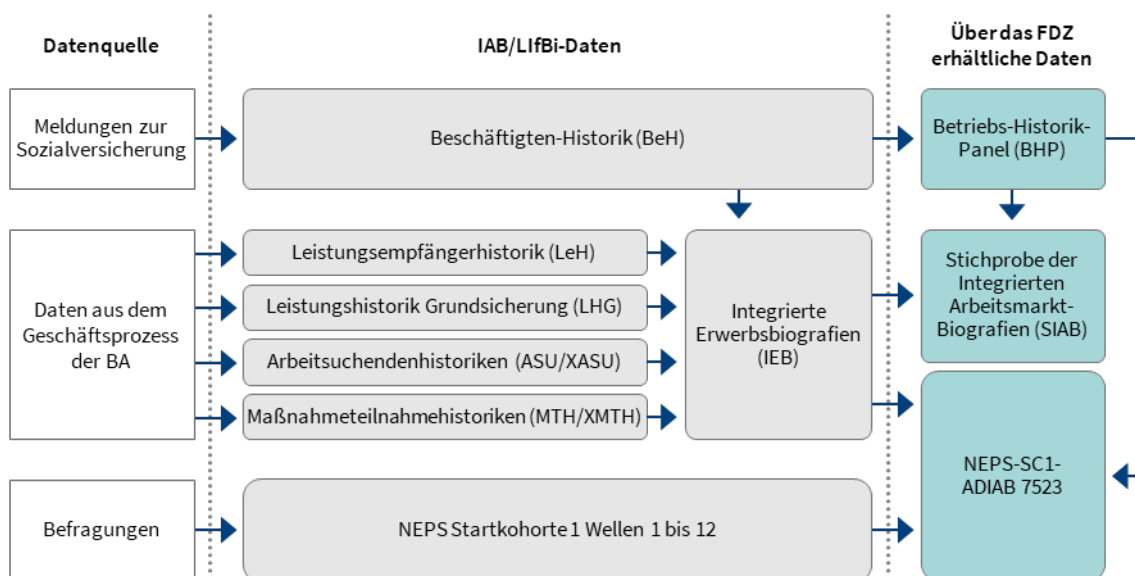 Datenquelle
IAB/LIfBi-Daten
Über das FDZ
erhältliche Daten
Meldungen zur
Sozialversicherung
Beschäftigten-Historik (BeH)
Betriebs-Historik-
Panel (BHP)
Daten aus dem
Geschäftsprozess
der BA
Leistungsempfängerhistorik (LeH)
Leistungshistorik Grundsicherung (LHG)
Arbeitsuchendenhistoriken (ASU/XASU)
Maßnahmeteilnahmehistoriken (MTH/XMTH)
Integrierte
Erwerbsbiografien
(IEB)
Stichprobe der
Integrierten
Arbeitsmarkt-
Biografien (SIAB)
NEPS-SC1-
ADIAB 7523
Befragungen
NEPS Startkohorte 1 Wellen 1 bis 12